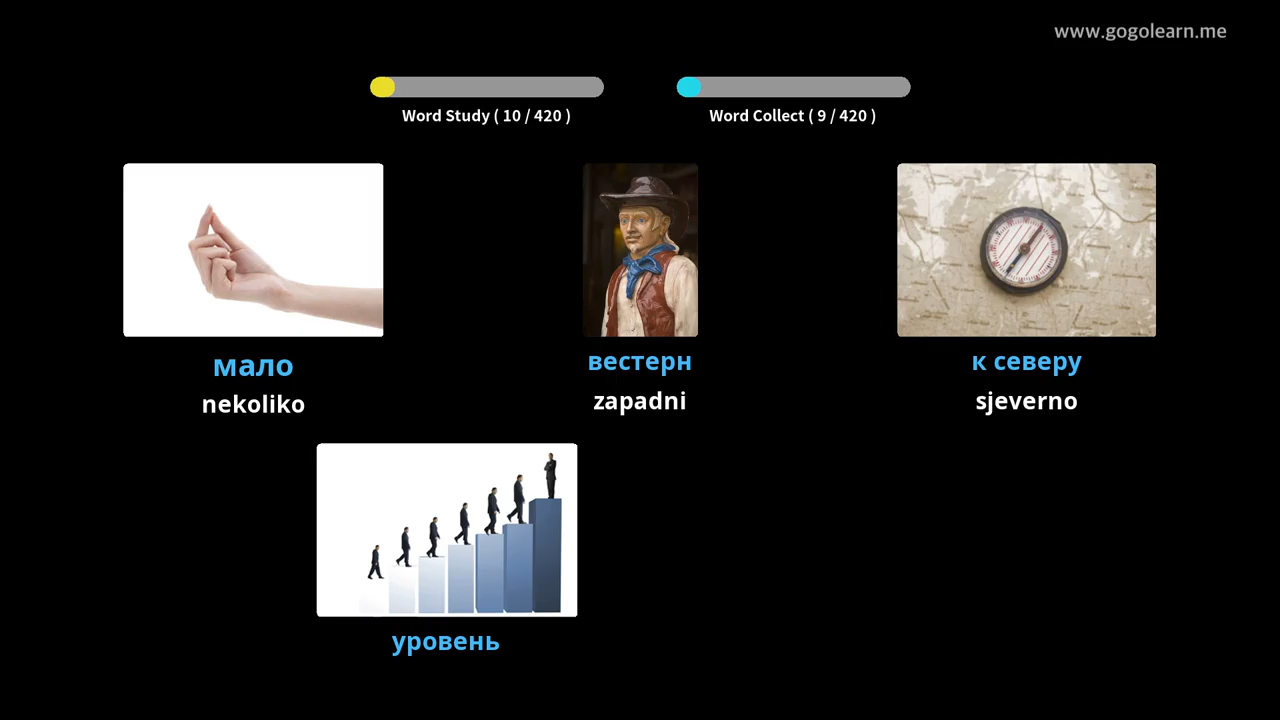 www.gogolearn.me
Word Study ( 10 / 420 )
Word Collect ( 9 / 420 )
мало
nekoliko
вестерн
zapadni
к северу
sjeverno
уровень